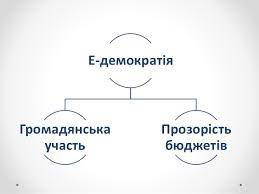 Е-демократія
Громадянська
участь
Прозорість
бюджетів